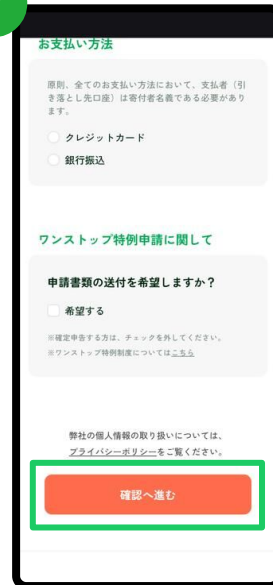 お支払い方法
原則、全てのお支払い方法において、支払者（引
き落とし先口座）は寄付者名義である必要があり
ます。
クレジットカード
銀行振込
ワンストップ特例申請に関して
申請書類の送付を希望しますか？
希望する
※確定申告する方は、チェックを外してください。
※ワンストップ特例制度についてはこちら
弊社の個人情報の取り扱いについては、
プライバシーポリシーをご覧ください。
確認へ進む